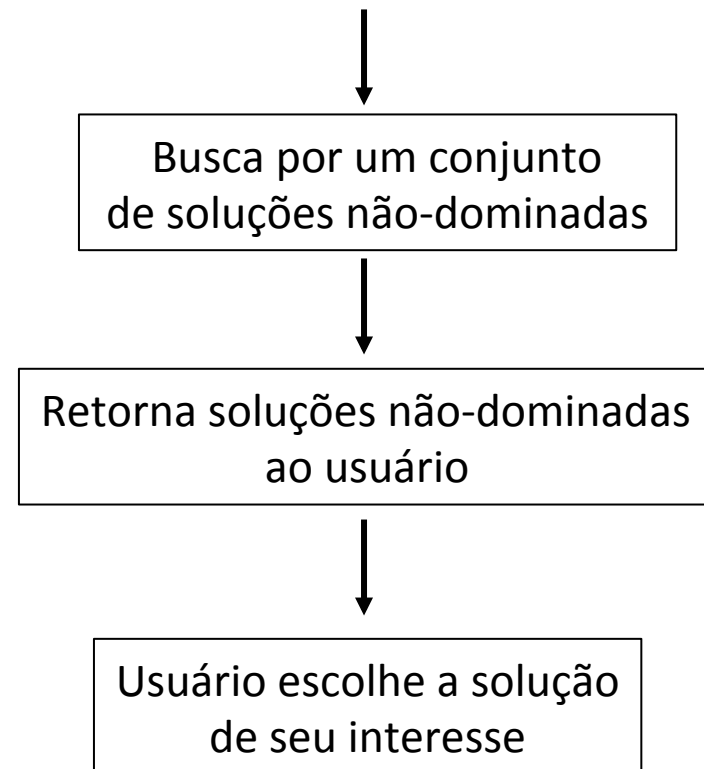 Busca por um conjunto
de soluções não-dominadas
Retorna soluções não-dominadas
ao usuário
Usuário escolhe a solução
de seu interesse